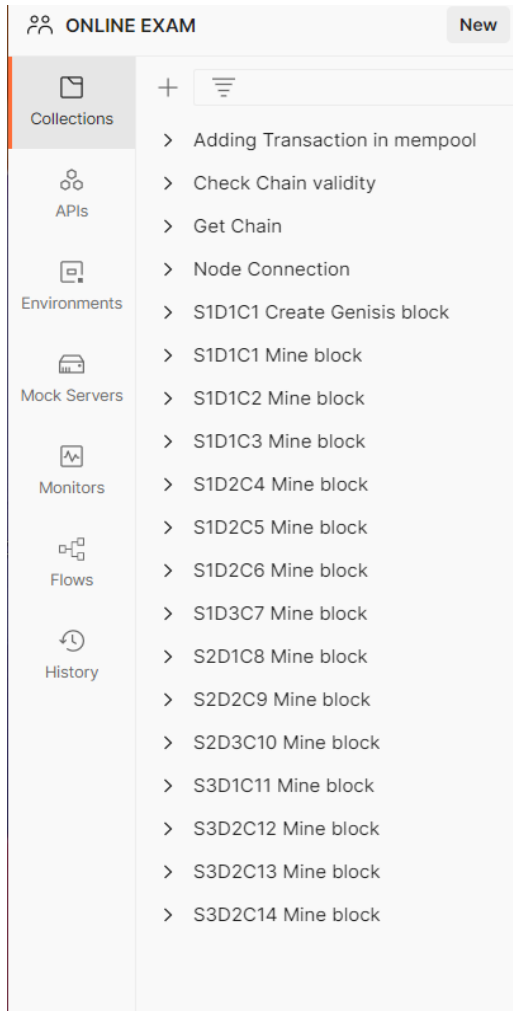 ONLINE EXAM
New
Collections
APIs
Environments
Mock Servers
Monitors
Flows
History
Adding Transaction in mempool
Check Chain validity
Get Chain
Node Connection
S1D1C1 Create Genisis block
S1D1C1 Mine block
S1D1C2 Mine block
S1D1C3 Mine block
S1D2C4 Mine block
S1D2C5 Mine block
S1D2C6 Mine block
S1D3C7 Mine block
S2D1C8 Mine block
S2D2C9 Mine block
S2D3C10 Mine block
S3D1C11 Mine block
S3D2C12 Mine block
S3D2C13 Mine block
S3D2C14 Mine block